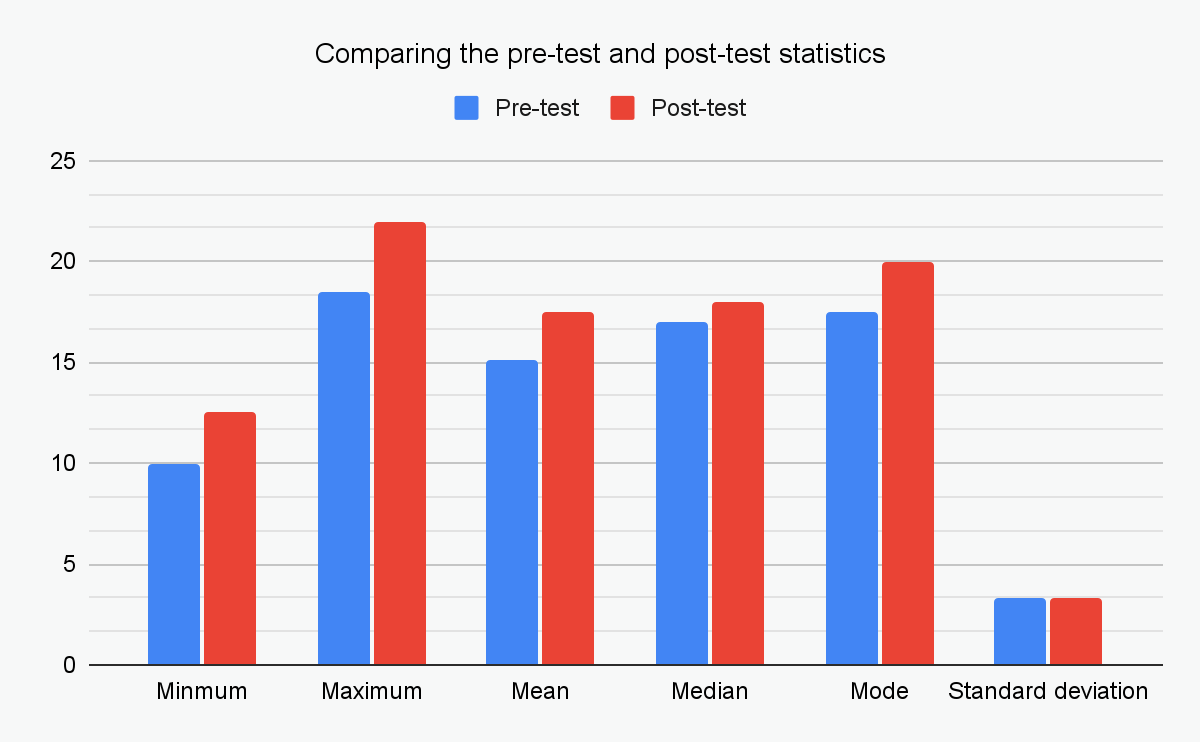 Comparing the pre-test and post-test statistics
Pre-test Post-test
25
20
15
10
5
0
Minmum Maximum Mean Median Mode Standard deviation